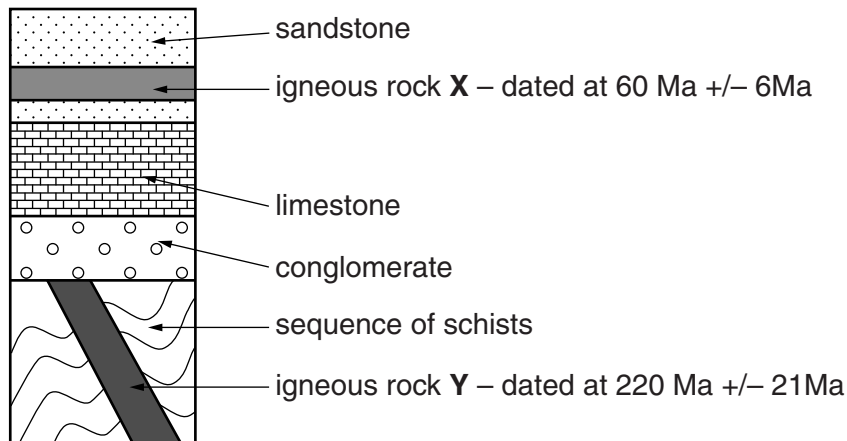 sandstone
igneous rock X – dated at 60 Ma +/– 6Ma
limestone
conglomerate
sequence of schists
igneous rock Y – dated at 220 Ma +/– 21Ma